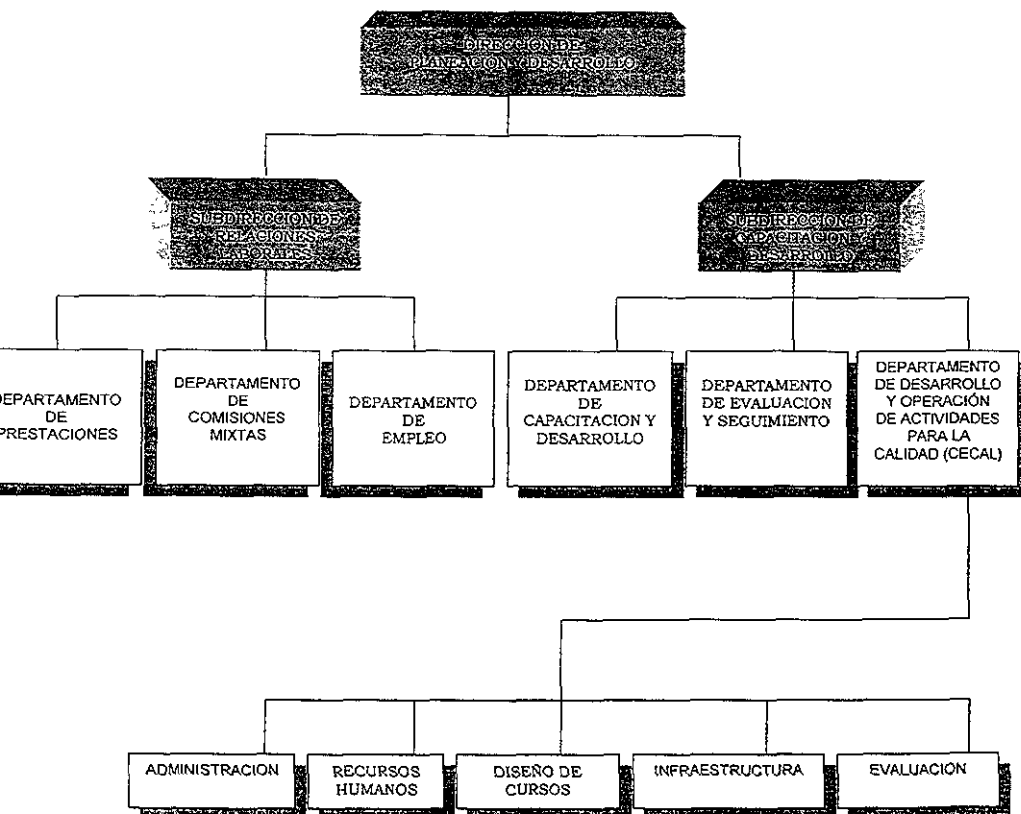 DIRECCION DE
PLANEACION Y DESARROLLO
SUBDIRECCION DE
RELACIONES
LABORALES
SUBDIRECCION DE
CAPACITACION Y
DESARROLLO
DEPARTAMENTO
DE
PRESTACIONES
DEPARTAMENTO
DE
COMISIONES
MIXTAS
DEPARTAMENTO
DE
EMPLEO
DEPARTAMENTO
DE
CAPACITACION Y
DESARROLLO
DEPARTAMENTO
DE EVALUACION
Y SEGUIMIENTO
DEPARTAMENTO
DE DESARROLLO
Y OPERACIÓN
DE ACTIVIDADES
PARA LA
CALIDAD (CECAL)
ADMINISTRACION
RECURSOS
HUMANOS
DISEÑO DE
CURSOS
INFRAESTRUCTURA
EVALUACIÓN